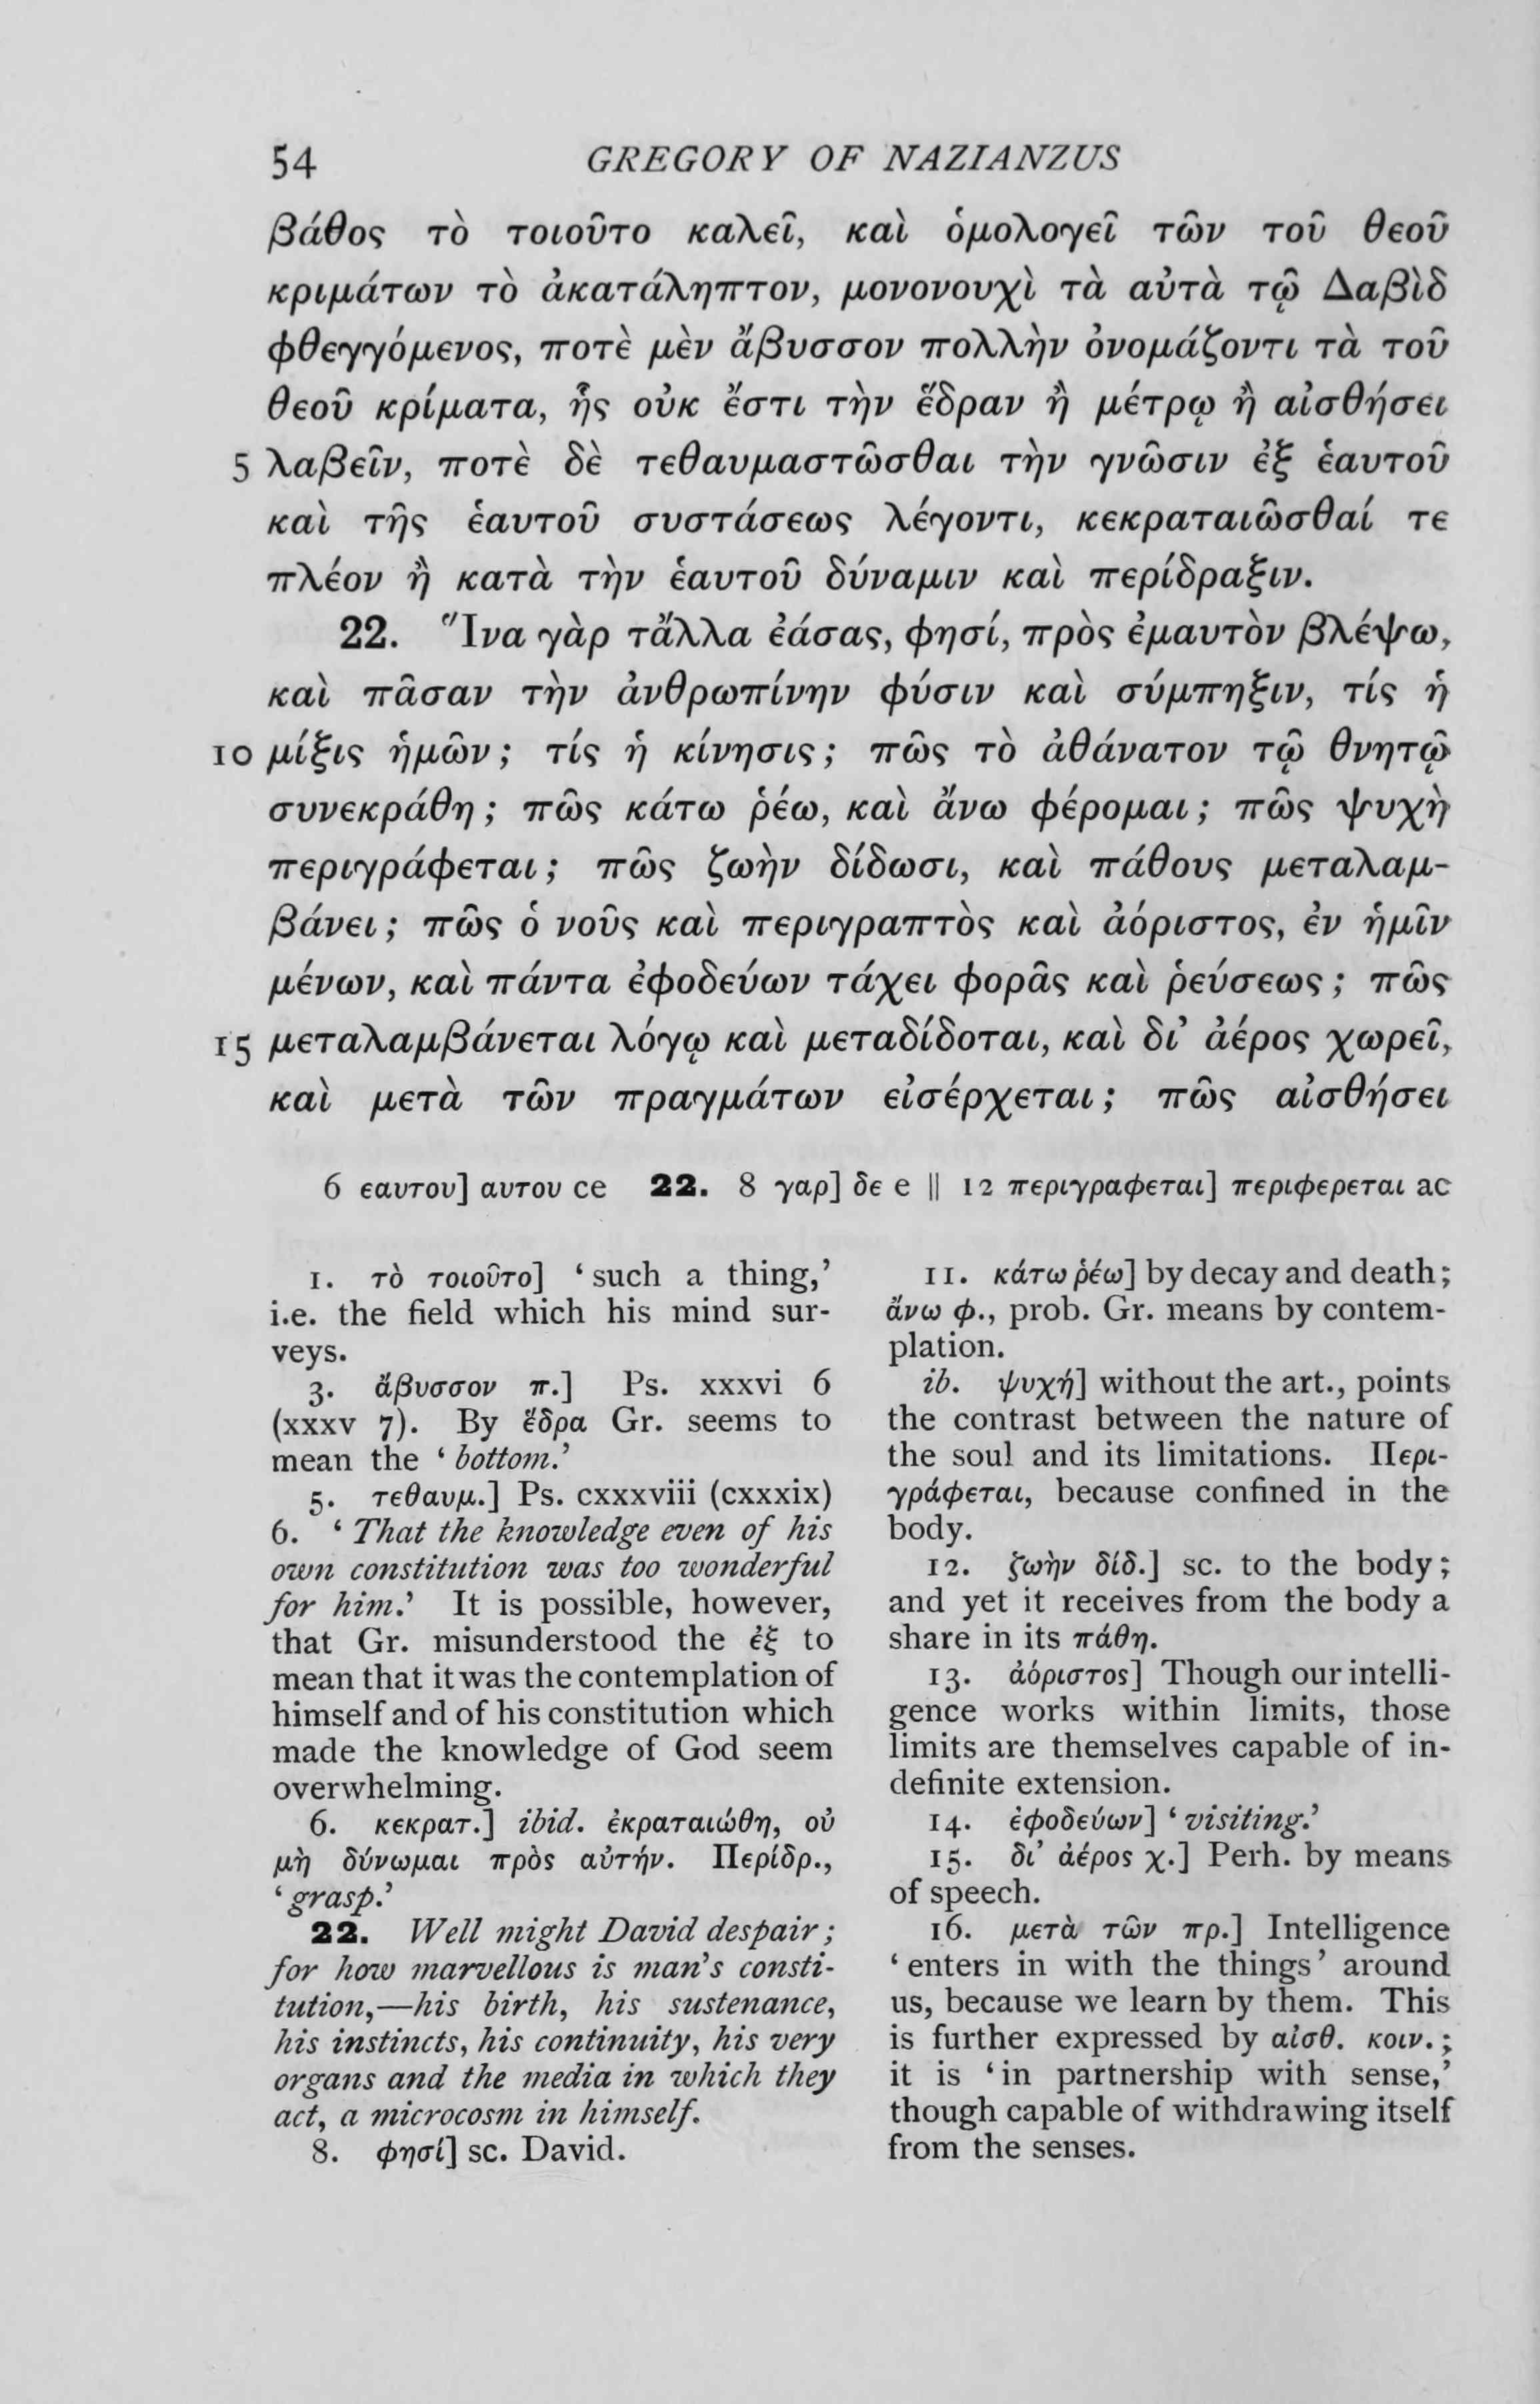 54 GREGORY OF NAZIANZUS
βάθος τὸ τοιοῦτο καλεῖ, καὶ ὁμολογεῖ τῶν τοῦ θεοῦ
κριμάτων τὸ ἀκατάληπτον, μονονουχὶ τὰ αὐτὰ τῷ Δαβὶδ
φθεγγόμενος, ποτὲ μὲν ἄβυσσον πολλὴν ὀνομάζοντι τὰ τοῦ
θεοῦ κρίματα, ἧς οὐκ ἔστι τὴν ἕδραν ἢ μέτρῳ ἢ αἰσθήσει
5 λαβεῖν, ποτὲ δὲ τεθαυμαστῶσθαι τὴν γνῶσιν ἐξ ἑαυτοῦ
καὶ τῆς ἑαυτοῦ συστάσεως λέγοντι, κεκραταιῶσθαί τε
πλέον ἢ κατὰ τὴν ἑαυτοῦ δύναμιν καὶ περίδραξιν.
22. Ἵνα γὰρ τἄλλα ἐάσας, φησί, πρὸς ἐμαυτὸν βλέψω,
καὶ πᾶσαν τὴν ἀνθρωπίνην φύσιν καὶ σύμπηξιν, τίς ἡ
10 μίξις ἡμῶν; τίς ἡ κίνησις; πῶς τὸ ἀθάνατον τῷ θνητῷ
συνεκράθη; πῶς κάτω ῥέω, καὶ ἄνω φέρομαι; πῶς ψυχὴ
περιγράφεται; πῶς ζωὴν δίδωσι, καὶ πάθους μεταλαμ-
βάνει; πῶς ὁ νοῦς καὶ περιγραπτὸς καὶ ἀόριστος, ἐν ἡμῖν
μένων, καὶ πάντα ἐφοδεύων τάχει φορᾶς καὶ ῥεύσεως; πῶς
15 μεταλαμβάνεται λόγῳ καὶ μεταδίδοται, καὶ δι’ ἀέρος χωρεῖ,
καὶ μετὰ τῶν πραγμάτων εἰσέρχεται; πῶς αἰσθήσει
6 εαυτου] αυτου ce 22. 8 γαρ] δε e || 12 περιγραφεται] περιφερεται ac
1. τὸ τοιοῦτο] ‘such a thing,’
i.e. the field which his mind sur-
veys.
3. ἄβυσσον π.] Ps. xxxvi 6
(xxxv 7). By ἕδρα Gr. seems to
mean the ‘bottom.’
5. τεθαυμ.] Ps. cxxxviii (cxxxix)
6. ‘That the knowledge even of his
own constitution was too wonderful
for him.’ It is possible, however,
that Gr. misunderstood the ἐξ to
mean that it was the contemplation of
himself and of his constitution which
made the knowledge of God seem
overwhelming.
6. κεκρατ.] ibid. ἐκραταιώθη, οὐ
μὴ δύνωμαι πρὸς αὐτήν. Περίδρ.,
‘grasp.’
22. Well might David despair;
for how marvellous is man’s consti-
tution,—his birth, his sustenance,
his instincts, his continuity, his very
organs and the media in which they
act, a microcosm in himself.
8. φησί] sc. David.
11. κάτω ῥέω] by decay and death;
ἄνω φ., prob. Gr. means by contem-
plation.
ib. ψυχή] without the art., points
the contrast between the nature of
the soul and its limitations. Περι-
γράφεται, because confined in the
body.
12. ζωὴν δίδ.] sc. to the body;
and yet it receives from the body a
share in its πάθη.
13. ἀόριστος] Though our intelli-
gence works within limits, those
limits are themselves capable of in-
definite extension.
14. ἐφοδεύων] ‘visiting.’
15. δι’ ἀέρος χ.] Perh. by means
of speech.
16. μετὰ τῶν πρ.] Intelligence
‘enters in with the things’ around
us, because we learn by them. This
is further expressed by αἰσθ. κοιν.;
it is ‘in partnership with sense,’
though capable of withdrawing itself
from the senses.